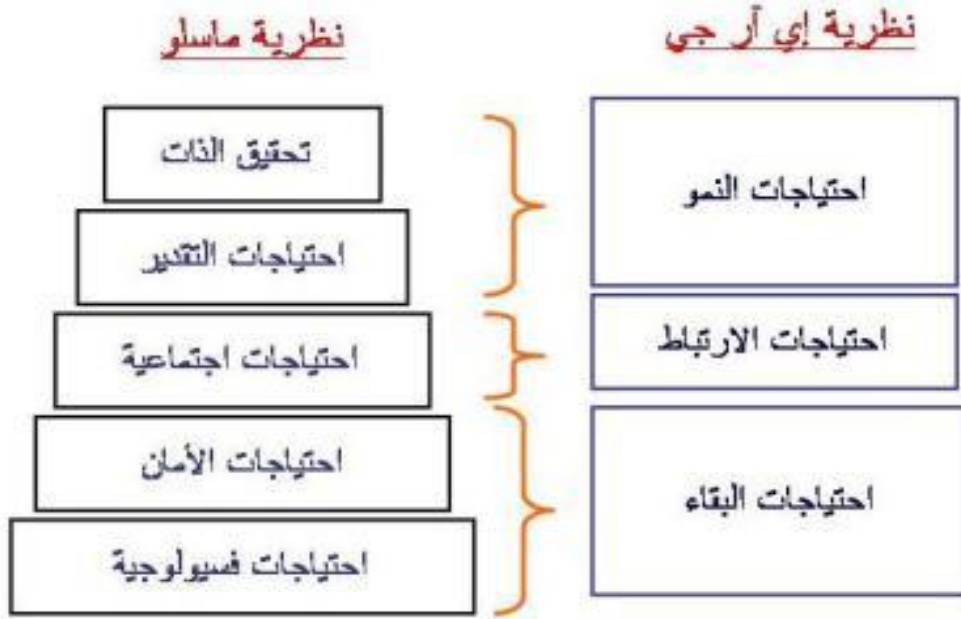 نظرية ماسلو
نظرية إي آر جي
تحقيق الذات
احتياجات التقدير
احتياجات اجتماعية
احتياجات الأمان
احتياجات فسيولوجية
احتياجات النمو
احتياجات الارتباط
احتياجات البقاء